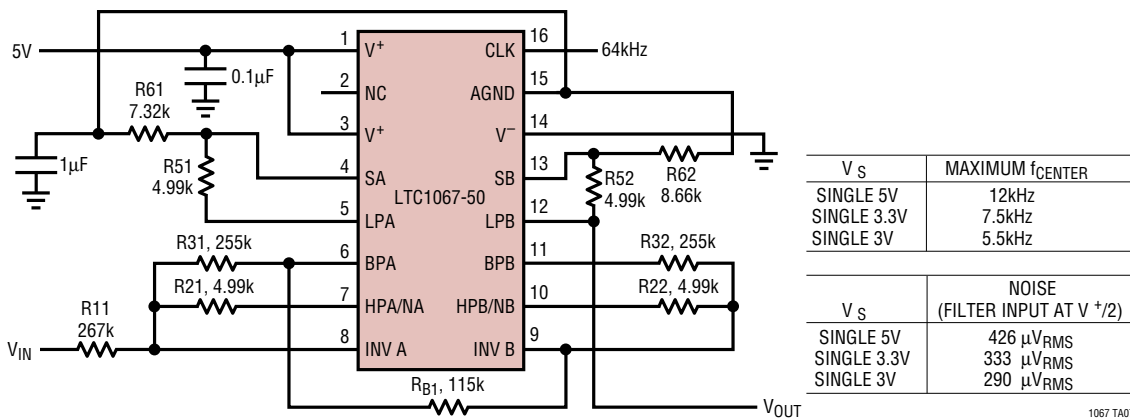 5V
0.1µF
R61
7.32k
1µF
R51
4.99k
R31, 255k
R21, 4.99k
R11
267k
VIN
1
V+
2
NC
3
V+
4
SA
5
LPA
6
BPA
7
HPA/NA
8
INV A
LTC1067-50
16
CLK
64kHz
15
AGND
14
V−
13
SB
12
LPB
11
BPB
10
HPB/NB
9
INV B
R52
4.99k
R62
8.66k
R32, 255k
R22, 4.99k
RB1, 115k
VOUT
VS MAXIMUM fCENTER
SINGLE 5V 12kHz
SINGLE 3.3V 7.5kHz
SINGLE 3V 5.5kHz
NOISE
VS (FILTER INPUT AT V+/2)
SINGLE 5V 426 µVRMS
SINGLE 3.3V 333 µVRMS
SINGLE 3V 290 µVRMS